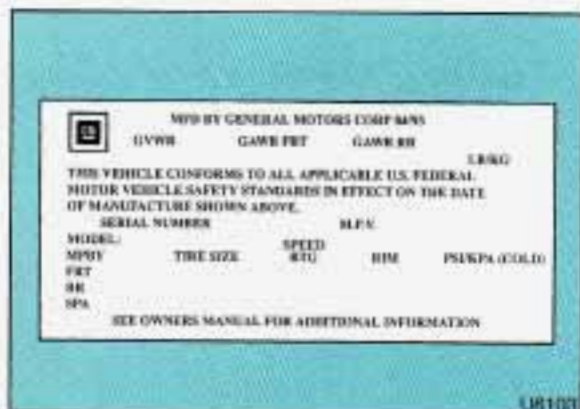 GM
MFD BY GENERAL MOTORS CORP
GVWR GAWR FRT GAWR RR
LB/KG
THIS VEHICLE CONFORMS TO ALL APPLICABLE U.S. FEDERAL
MOTOR VEHICLE SAFETY STANDARDS IN EFFECT ON THE DATE
OF MANUFACTURE SHOWN ABOVE.
SERIAL NUMBER M.P.V.
MODEL:
SPEED
TIRE SIZE RTG RIM PSI/KPA (COLD)
FRT
RR
SPA
SEE OWNERS MANUAL FOR ADDITIONAL INFORMATION